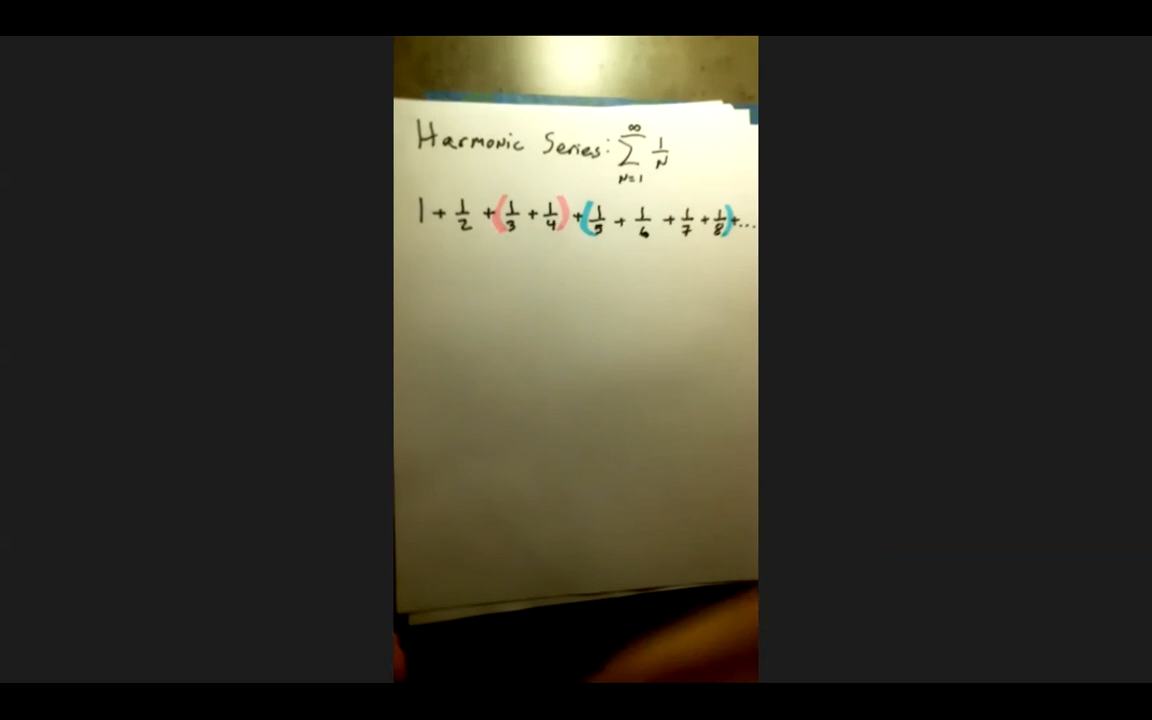 Harmonic Series: ∞ ∑ N=1 1/N
1 + 1/2 + (1/3 + 1/4) + (1/5 + 1/6 + 1/7 + 1/8) + ...